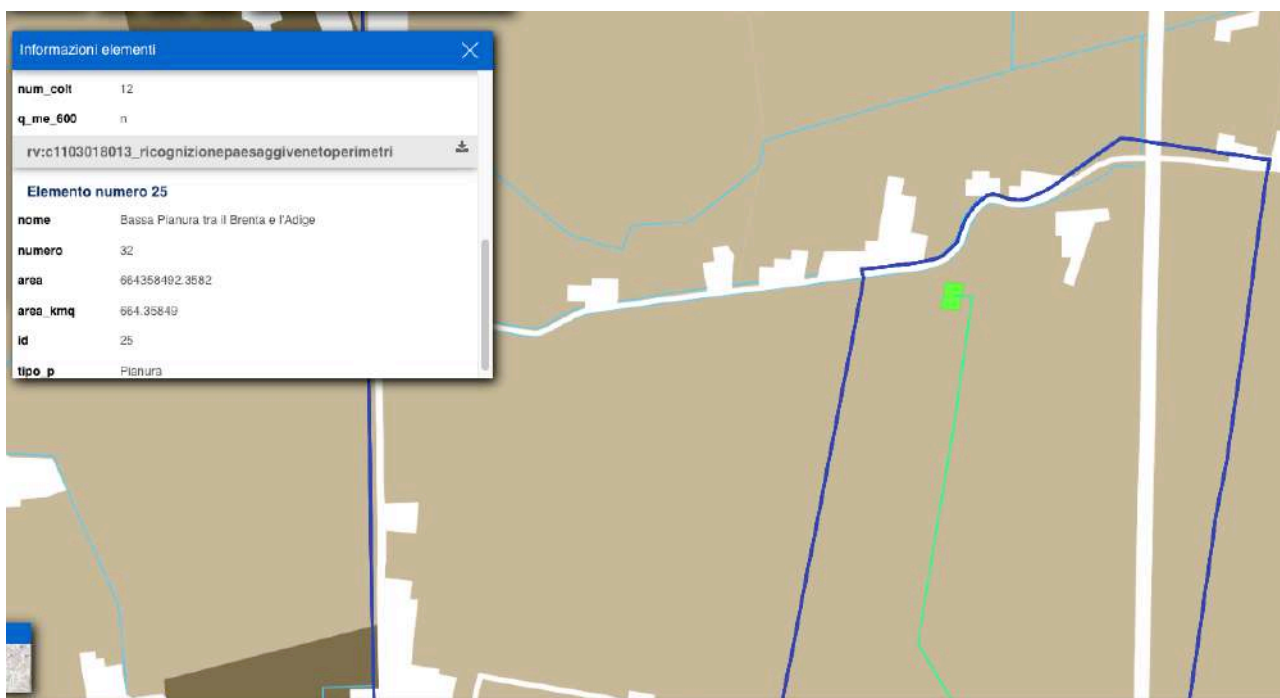 Informazioni elementi
num_colt 12
q_me_600 n
rv:c1103018013_ricognizionepaesaggivenetoperimetri
Elemento numero 25
nome Bassa Pianura tra il Brenta e l'Adige
numero 32
area 664358492.3582
area_kmq 664.35849
id 25
tipo_p Pianura